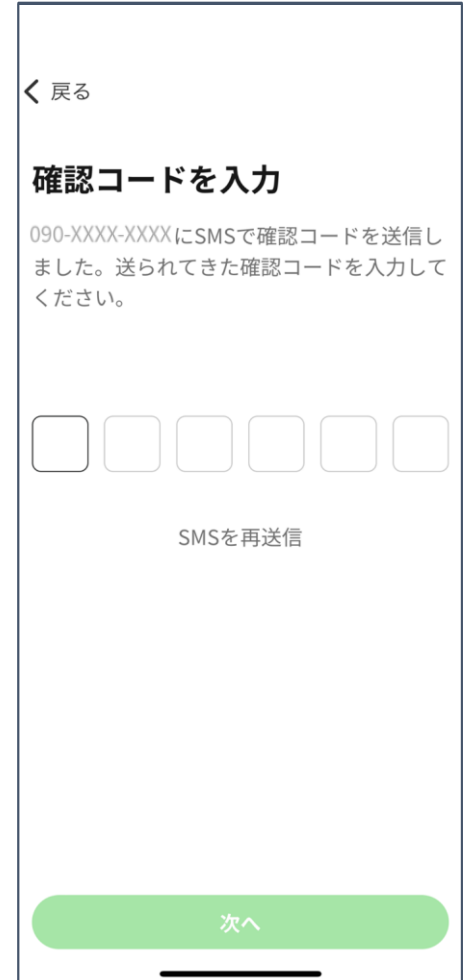 戻る
確認コードを入力
090-XXXX-XXXXにSMSで確認コードを送信し
ました。送られてきた確認コードを入力して
ください。
SMSを再送信
次へ